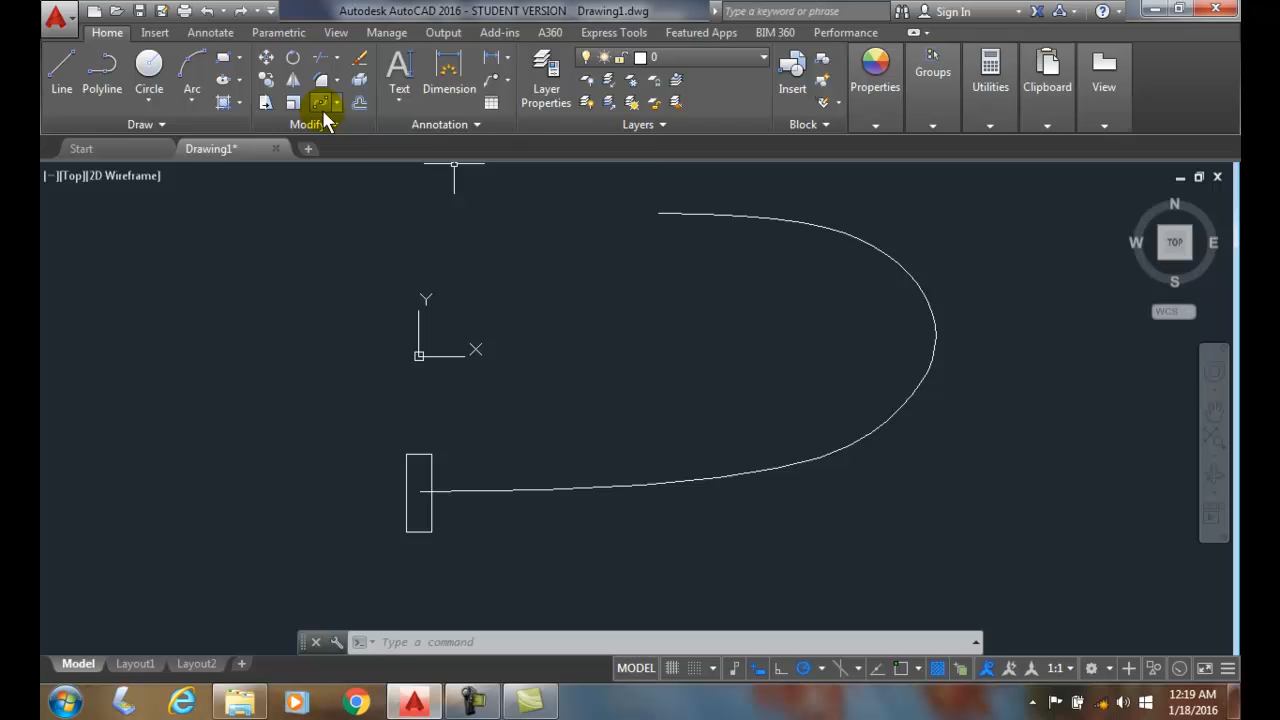 Autodesk AutoCAD 2016 - STUDENT VERSION Drawing1.dwg
Type a keyword or phrase
Sign In
Home Insert Annotate Parametric View Manage Output Add-ins A360 Express Tools Featured Apps BIM 360 Performance
0
Line Polyline Circle Arc
Text Dimension
Layer
Properties
Insert
Properties
Groups
Utilities
Clipboard
View
Draw
Annotation
Layers
Block
Start
Drawing1*
[−][Top][2D Wireframe]
N
W
TOP
E
S
WCS
Y
X
Type a command
Model Layout1 Layout2
MODEL
1:1
12:19 AM
1/18/2016